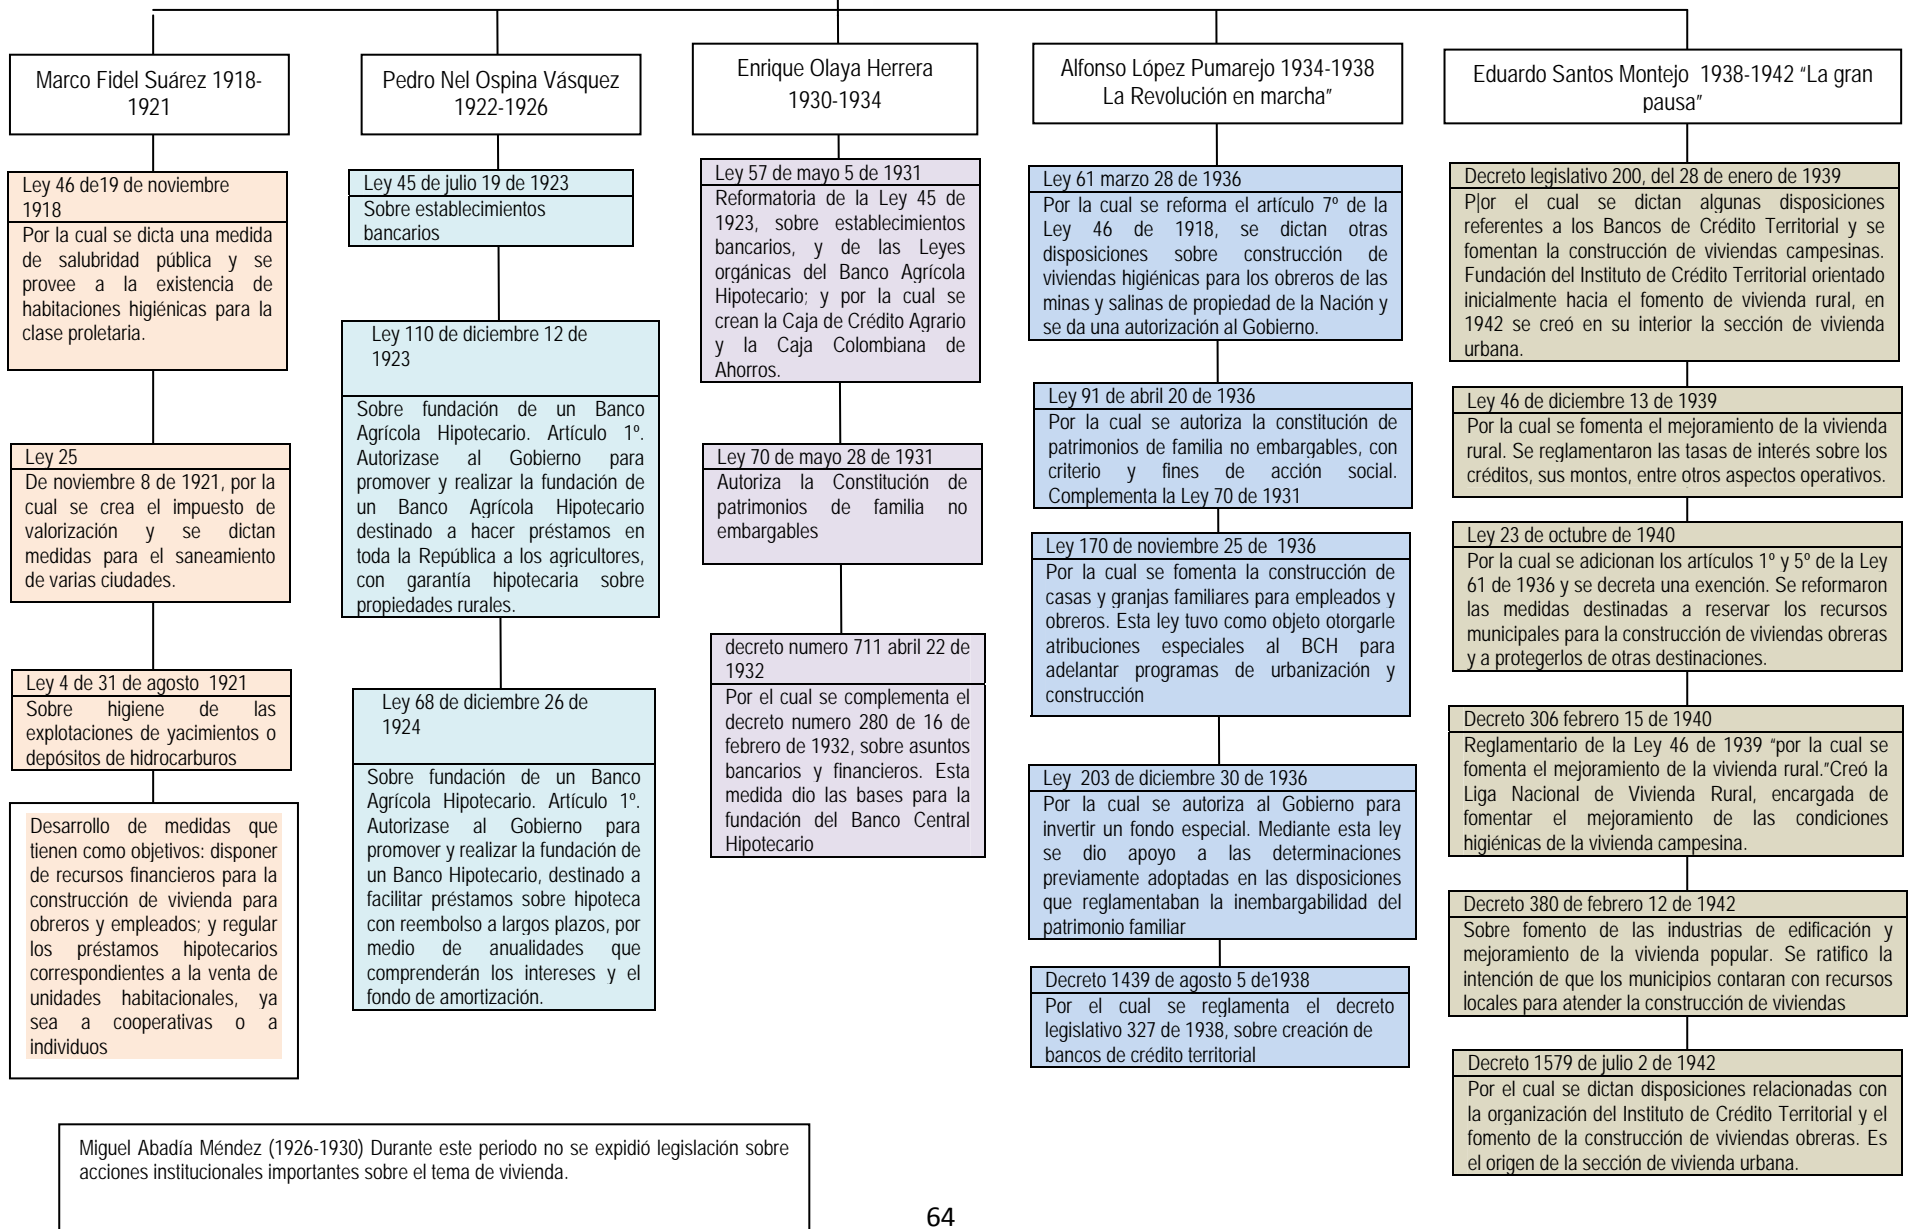 Marco Fidel Suárez 1918-
1921
Ley 46 de19 de noviembre
1918
Por la cual se dicta una medida
de salubridad pública y se
provee a la existencia de
habitaciones higiénicas para la
clase proletaria.
Ley 25
De noviembre 8 de 1921, por la
cual se crea el impuesto de
valorización y se dictan
medidas para el saneamiento
de varias ciudades.
Ley 4 de 31 de agosto 1921
Sobre higiene de las
explotaciones de yacimientos o
depósitos de hidrocarburos
Desarrollo de medidas que
tienen como objetivos: disponer
de recursos financieros para la
construcción de vivienda para
obreros y empleados; y regular
los préstamos hipotecarios
correspondientes a la venta de
unidades habitacionales, ya
sea a cooperativas o a
individuos
Pedro Nel Ospina Vásquez
1922-1926
Ley 45 de julio 19 de 1923
Sobre establecimientos
bancarios
Ley 110 de diciembre 12 de
1923
Sobre fundación de un Banco
Agrícola Hipotecario. Artículo 1º.
Autorizase al Gobierno para
promover y realizar la fundación de
un Banco Agrícola Hipotecario
destinado a hacer préstamos en
toda la República a los agricultores,
con garantía hipotecaria sobre
propiedades rurales.
Ley 68 de diciembre 26 de
1924
Sobre fundación de un Banco
Agrícola Hipotecario. Artículo 1º.
Autorizase al Gobierno para
promover y realizar la fundación de
un Banco Hipotecario, destinado a
facilitar préstamos sobre hipoteca
con reembolso a largos plazos, por
medio de anualidades que
comprenderán los intereses y el
fondo de amortización.
Enrique Olaya Herrera
1930-1934
Ley 57 de mayo 5 de 1931
Reformatoria de la Ley 45 de
1923, sobre establecimientos
bancarios, y de las Leyes
orgánicas del Banco Agrícola
Hipotecario; y por la cual se
crean la Caja de Crédito Agrario
y la Caja Colombiana de
Ahorros.
Ley 70 de mayo 28 de 1931
Autoriza la Constitución de
patrimonios de familia no
embargables
decreto numero 711 abril 22 de
1932
Por el cual se complementa el
decreto numero 280 de 16 de
febrero de 1932, sobre asuntos
bancarios y financieros. Esta
medida dio las bases para la
fundación del Banco Central
Hipotecario
Alfonso López Pumarejo 1934-1938
La Revolución en marcha"
Ley 61 marzo 28 de 1936
Por la cual se reforma el artículo 7º de la
Ley 46 de 1918, se dictan otras
disposiciones sobre construcción de
viviendas higiénicas para los obreros de las
minas y salinas de propiedad de la Nación y
se da una autorización al Gobierno.
Ley 91 de abril 20 de 1936
Por la cual se autoriza la constitución de
patrimonios de familia no embargables, con
criterio y fines de acción social.
Complementa la Ley 70 de 1931
Ley 170 de noviembre 25 de 1936
Por la cual se fomenta la construcción de
casas y granjas familiares para empleados y
obreros. Esta ley tuvo como objeto otorgarle
atribuciones especiales al BCH para
adelantar programas de urbanización y
construcción
Ley 203 de diciembre 30 de 1936
Por la cual se autoriza al Gobierno para
invertir un fondo especial. Mediante esta ley
se dio apoyo a las determinaciones
previamente adoptadas en las disposiciones
que reglamentaban la inembargabilidad del
patrimonio familiar
Decreto 1439 de agosto 5 de1938
Por el cual se reglamenta el decreto
legislativo 327 de 1938, sobre creación de
bancos de crédito territorial
Eduardo Santos Montejo 1938-1942 "La gran
pausa"
Decreto legislativo 200, del 28 de enero de 1939
P|or el cual se dictan algunas disposiciones
referentes a los Bancos de Crédito Territorial y se
fomentan la construcción de viviendas campesinas.
Fundación del Instituto de Crédito Territorial orientado
inicialmente hacia el fomento de vivienda rural, en
1942 se creó en su interior la sección de vivienda
urbana.
Ley 46 de diciembre 13 de 1939
Por la cual se fomenta el mejoramiento de la vivienda
rural. Se reglamentaron las tasas de interés sobre los
créditos, sus montos, entre otros aspectos operativos.
Ley 23 de octubre de 1940
Por la cual se adicionan los artículos 1º y 5º de la Ley
61 de 1936 y se decreta una exención. Se reformaron
las medidas destinadas a reservar los recursos
municipales para la construcción de viviendas obreras
y a protegerlos de otras destinaciones.
Decreto 306 febrero 15 de 1940
Reglamentario de la Ley 46 de 1939 "por la cual se
fomenta el mejoramiento de la vivienda rural."Creó la
Liga Nacional de Vivienda Rural, encargada de
fomentar el mejoramiento de las condiciones
higiénicas de la vivienda campesina.
Decreto 380 de febrero 12 de 1942
Sobre fomento de las industrias de edificación y
mejoramiento de la vivienda popular. Se ratifico la
intención de que los municipios contaran con recursos
locales para atender la construcción de viviendas
Decreto 1579 de julio 2 de 1942
Por el cual se dictan disposiciones relacionadas con
la organización del Instituto de Crédito Territorial y el
fomento de la construcción de viviendas obreras. Es
el origen de la sección de vivienda urbana.
Miguel Abadía Méndez (1926-1930) Durante este periodo no se expidió legislación sobre
acciones institucionales importantes sobre el tema de vivienda.
64